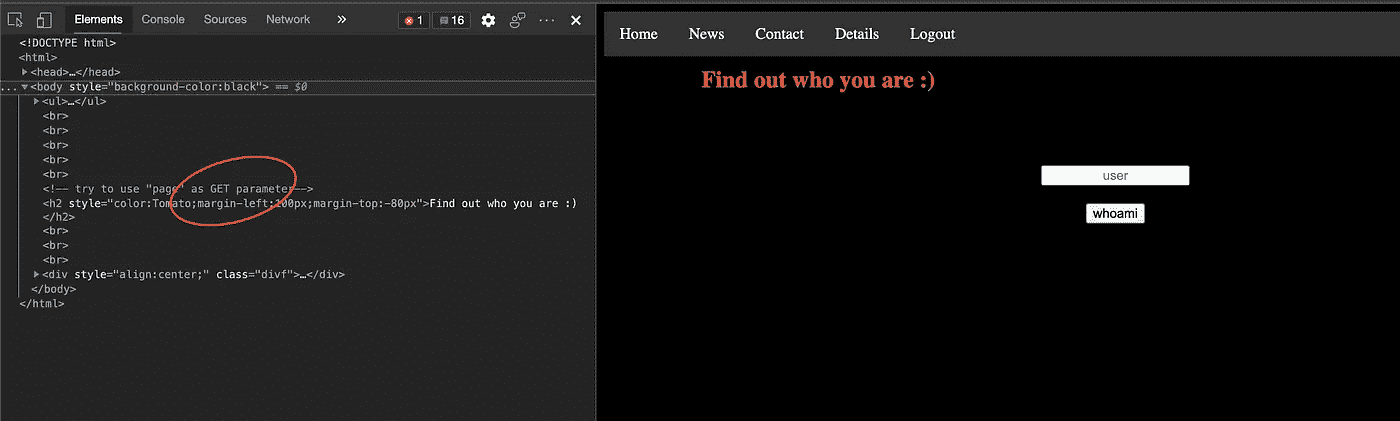 Elements Console Sources Network » 1 16 ··· ×
<!DOCTYPE html>
<html>
<head>…</head>
... <body style="background-color:black"> == $0
<ul>…</ul>
<br>
<br>
<br>
<br>
<br>
<!-- try to use "page" as GET parameter-->
<h2 style="color:Tomato;margin-left:100px;margin-top:-80px">Find out who you are :)
</h2>
<br>
<br>
<br>
<div style="align:center;" class="divf">…</div>
</body>
</html>
Home News Contact Details Logout
Find out who you are :)
user
whoami